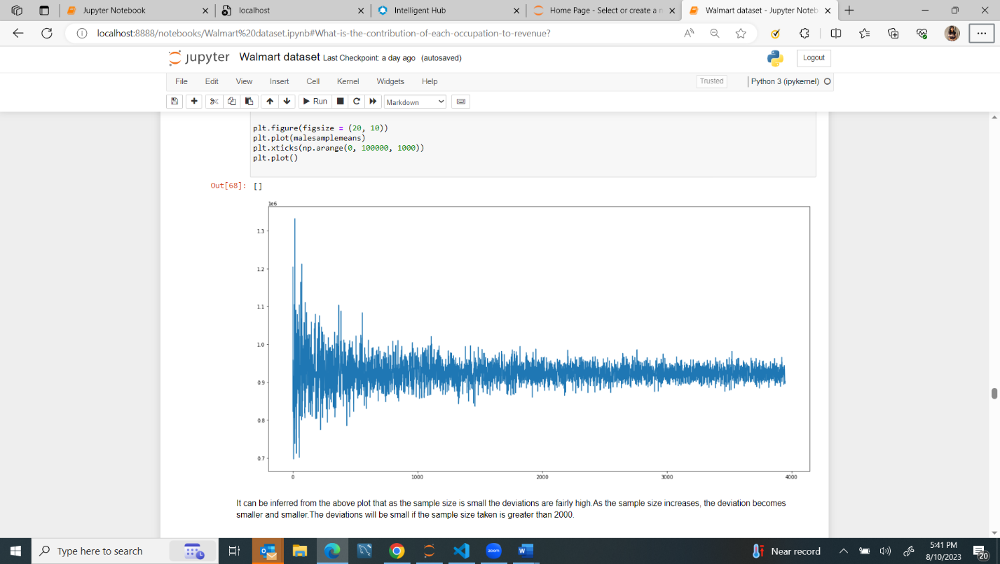 Jupyter Notebook
localhost
Intelligent Hub
Home Page - Select or create a n
Walmart dataset - Jupyter Noteb
localhost:8888/notebooks/Walmart%20dataset.ipynb#What-is-the-contribution-of-each-occupation-to-revenue?
jupyter Walmart dataset Last Checkpoint: a day ago (autosaved)
Logout
File Edit View Insert Cell Kernel Widgets Help
Trusted
Python 3 (ipykernel)
Run
Markdown
plt.figure(figsize = (20, 10))
plt.plot(malesamplemeans)
plt.xticks(np.arange(0, 100000, 1000))
plt.plot()
Out[68]: []
1e6
1.3
1.2
1.1
1.0
0.9
0.8
0.7
0 1000 2000 3000 4000
It can be inferred from the above plot that as the sample size is small the deviations are fairly high.As the sample size increases, the deviation becomes
smaller and smaller.The deviations will be small if the sample size taken is greater than 2000.
Type here to search
zoom
W
Near record
5:41 PM
8/10/2023
20